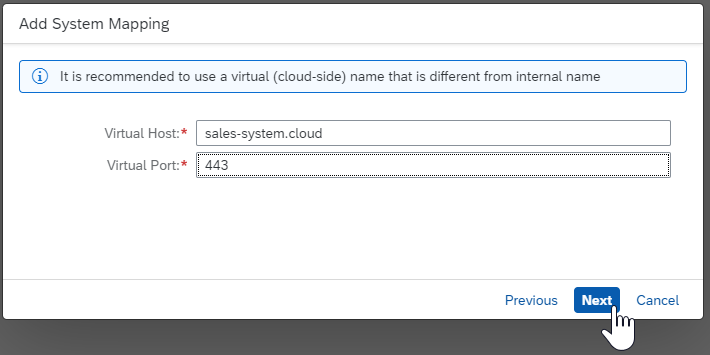 Add System Mapping
It is recommended to use a virtual (cloud-side) name that is different from internal name
Virtual Host:* sales-system.cloud
Virtual Port:* 443
Previous Next Cancel